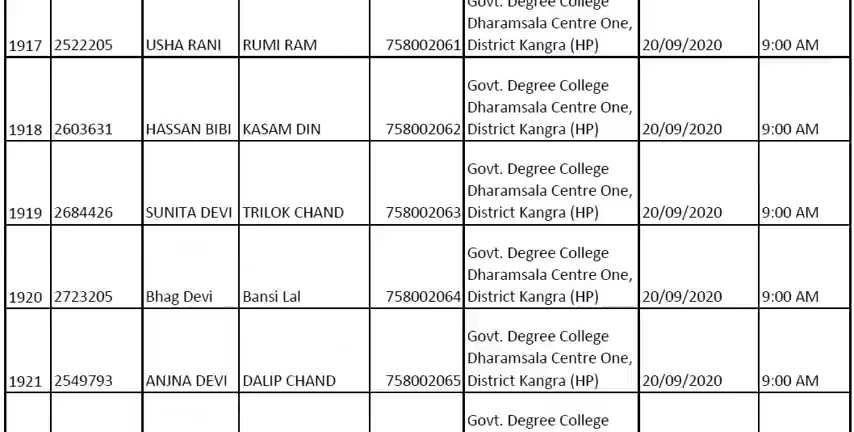 Govt. Degree College
Dharamsala Centre One,
1917 2522205 USHA RANI RUMI RAM 758002061 District Kangra (HP) 20/09/2020 9:00 AM
Govt. Degree College
Dharamsala Centre One,
1918 2603631 HASSAN BIBI KASAM DIN 758002062 District Kangra (HP) 20/09/2020 9:00 AM
Govt. Degree College
Dharamsala Centre One,
1919 2684426 SUNITA DEVI TRILOK CHAND 758002063 District Kangra (HP) 20/09/2020 9:00 AM
Govt. Degree College
Dharamsala Centre One,
1920 2723205 Bhag Devi Bansi Lal 758002064 District Kangra (HP) 20/09/2020 9:00 AM
Govt. Degree College
Dharamsala Centre One,
1921 2549793 ANJNA DEVI DALIP CHAND 758002065 District Kangra (HP) 20/09/2020 9:00 AM
Govt. Degree College